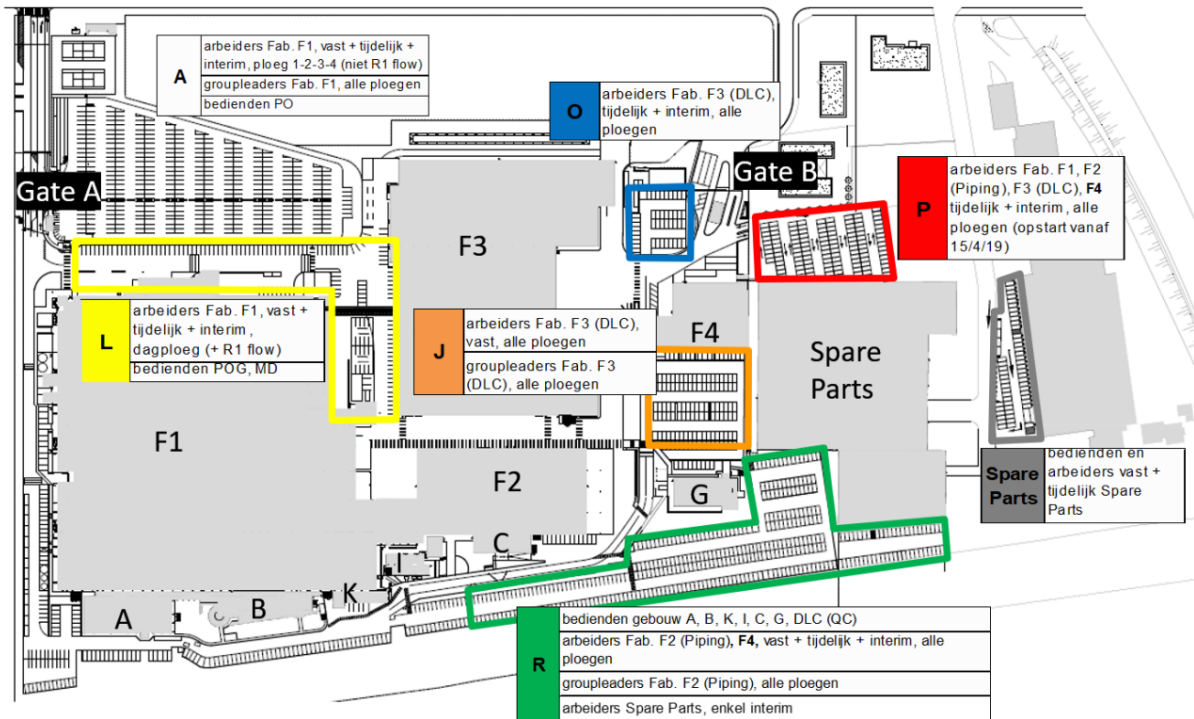 A
arbeiders Fab. F1, vast + tijdelijk +
interim, ploeg 1-2-3-4 (niet R1 flow)
groupleaders Fab. F1, alle ploegen
bedienden PO
O
arbeiders Fab. F3 (DLC),
tijdelijk + interim, alle
ploegen
Gate A
Gate B
P
arbeiders Fab. F1, F2
(Piping), F3 (DLC), F4
tijdelijk + interim, alle
ploegen (opstart vanaf
15/4/19)
F3
L
arbeiders Fab. F1, vast +
tijdelijk + interim ,
dagploeg (+ R1 flow)
bedienden POG, MD
J
arbeiders Fab. F3 (DLC),
vast, alle ploegen
groupleaders Fab. F3
(DLC), alle ploegen
F4
Spare
Parts
F1
F2
G
Spare
Parts
bedienden en
arbeiders vast +
tijdelijk Spare
Parts
C
K
A
B
R
bedienden gebouw A, B, K, I, C, G, DLC (QC)
arbeiders Fab. F2 (Piping), F4, vast + tijdelijk + interim, alle
ploegen
groupleaders Fab. F2 (Piping), alle ploegen
arbeiders Spare Parts, enkel interim